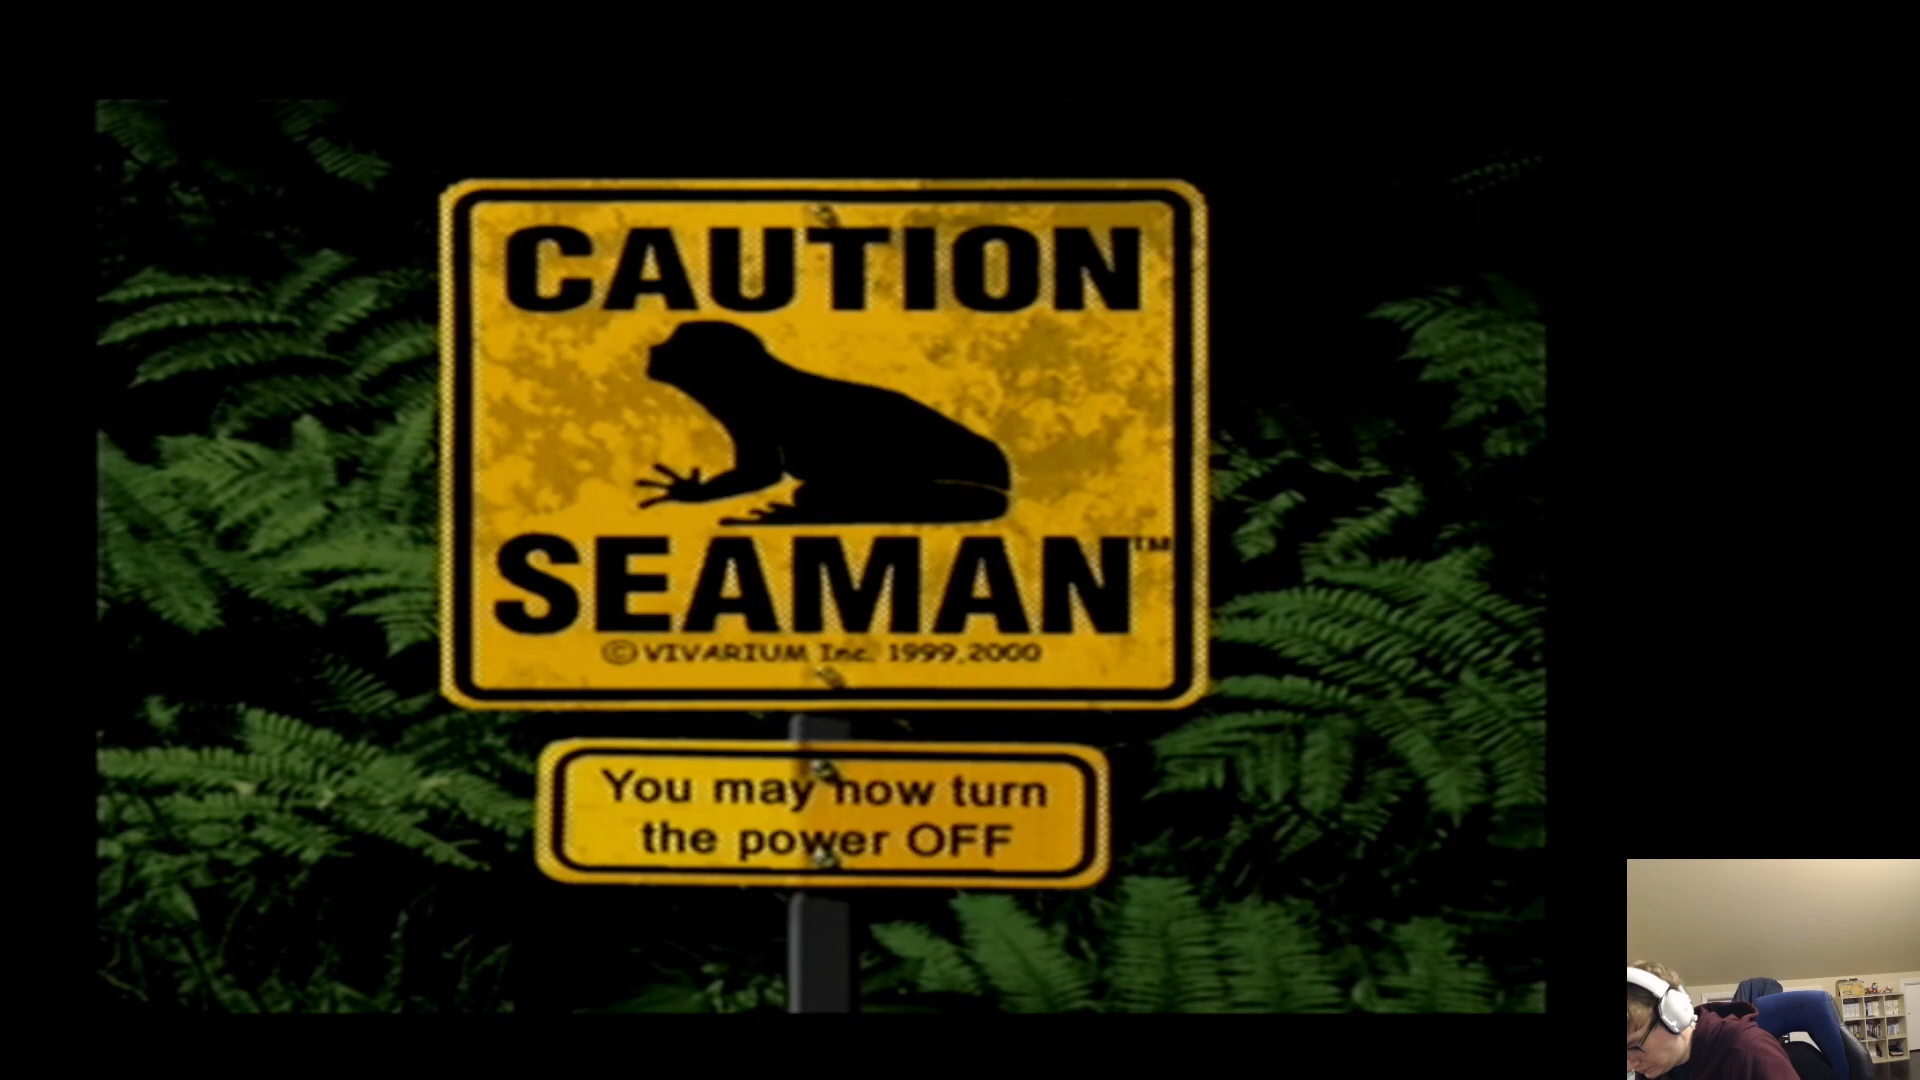 CAUTION
SEAMAN™
©VIVARIUM Inc. 1999,2000
You may now turn
the power OFF